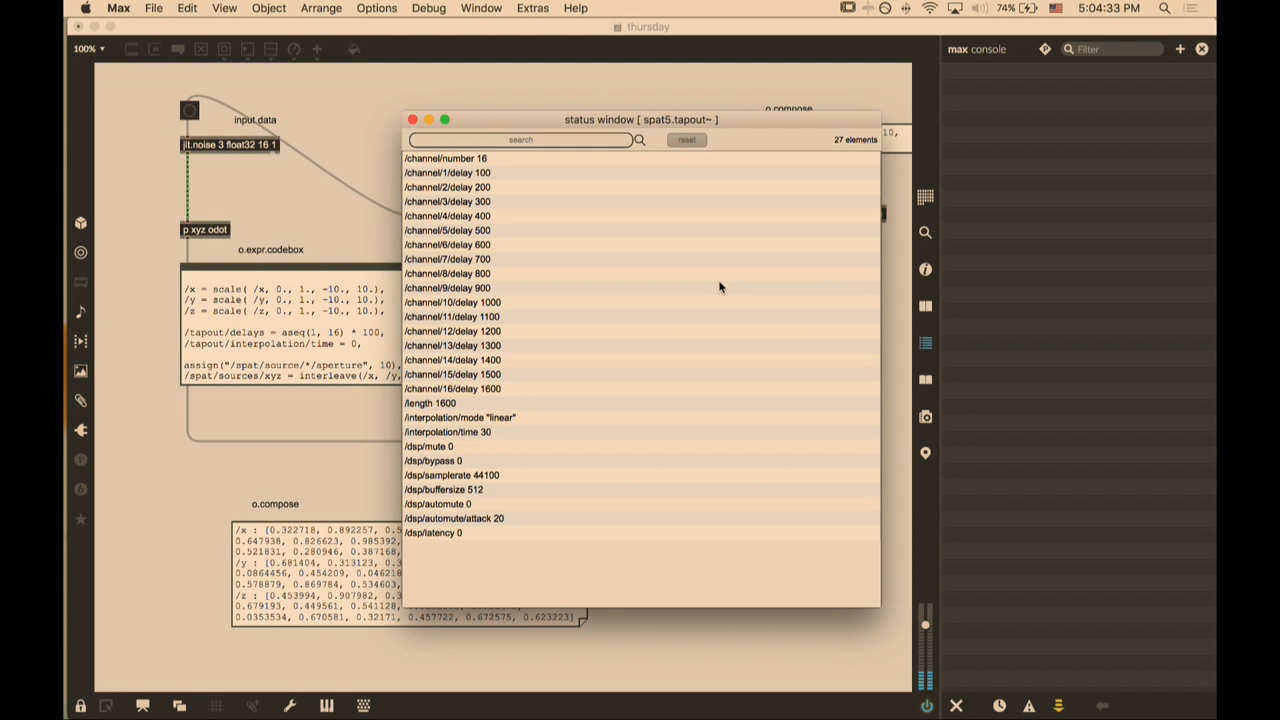 Max File Edit View Object Arrange Options Debug Window Extras Help 74% 5:04:33 PM
thursday
100% max console Filter
o.compose
input data
status window [ spat5.tapout~ ]
search reset 27 elements
jit.noise 3 float32 16 1
10,
/channel/number 16
/channel/1/delay 100
/channel/2/delay 200
/channel/3/delay 300
/channel/4/delay 400
/channel/5/delay 500
/channel/6/delay 600
/channel/7/delay 700
/channel/8/delay 800
/channel/9/delay 900
/channel/10/delay 1000
/channel/11/delay 1100
/channel/12/delay 1200
/channel/13/delay 1300
/channel/14/delay 1400
/channel/15/delay 1500
/channel/16/delay 1600
/length 1600
/interpolation/mode "linear"
/interpolation/time 30
/dsp/mute 0
/dsp/bypass 0
/dsp/samplerate 44100
/dsp/buffersize 512
/dsp/automute 0
/dsp/automute/attack 20
/dsp/latency 0
p xyz odot
o.expr.codebox
/x = scale( /x, 0., 1., -10., 10.),
/y = scale( /y, 0., 1., -10., 10.),
/z = scale( /z, 0., 1., -10., 10.),
/tapout/delays = aseq(1, 16) * 100,
/tapout/interpolation/time = 0,
assign("/spat/source/*/aperture", 10),
/spat/sources/xyz = interleave(/x, /y,
o.compose
/x : [0.322718, 0.892257, 0.5
0.647938, 0.826623, 0.985392,
0.521831, 0.280946, 0.387168,
/y : [0.681404, 0.313123, 0.3
0.0864456, 0.454209, 0.046218
0.578879, 0.869784, 0.534603,
/z : [0.453994, 0.907982, 0.3
0.679193, 0.449561, 0.541128,
0.0353534, 0.670581, 0.32171, 0.457722, 0.672575, 0.623223]